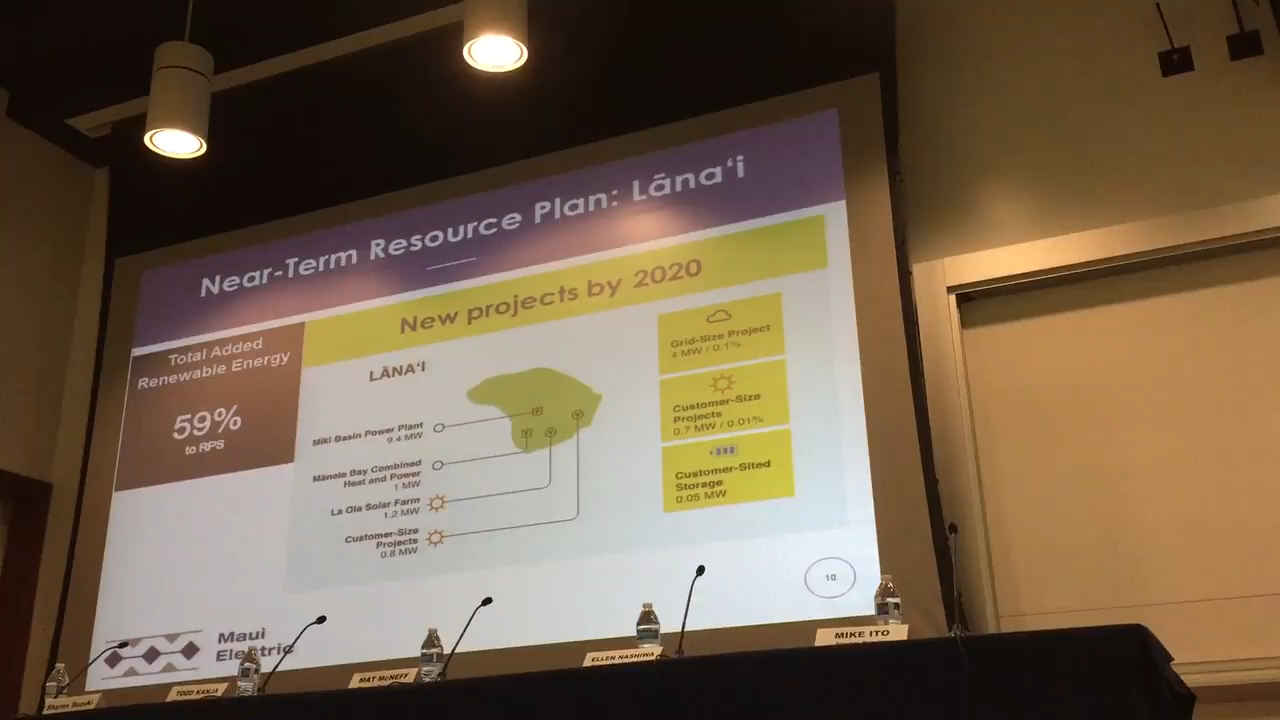 Near-Term Resource Plan: Lāna‘i
Total Added
Renewable Energy
59%
to RPS
New projects by 2020
LĀNA‘I
Miki Basin Power Plant
9.4 MW
Mānele Bay Combined
Heat and Power
1 MW
La Ola Solar Farm
1.2 MW
Customer-Size
Projects
0.8 MW
Grid-Size Project
4 MW / 0.1%
Customer-Size
Projects
0.7 MW / 0.01%
Customer-Sited
Storage
0.05 MW
10
Maui
Electric
Sharon Suzuki
TODD KANJA
MAT McNEFF
ELLEN NASHIWA
MIKE ITO